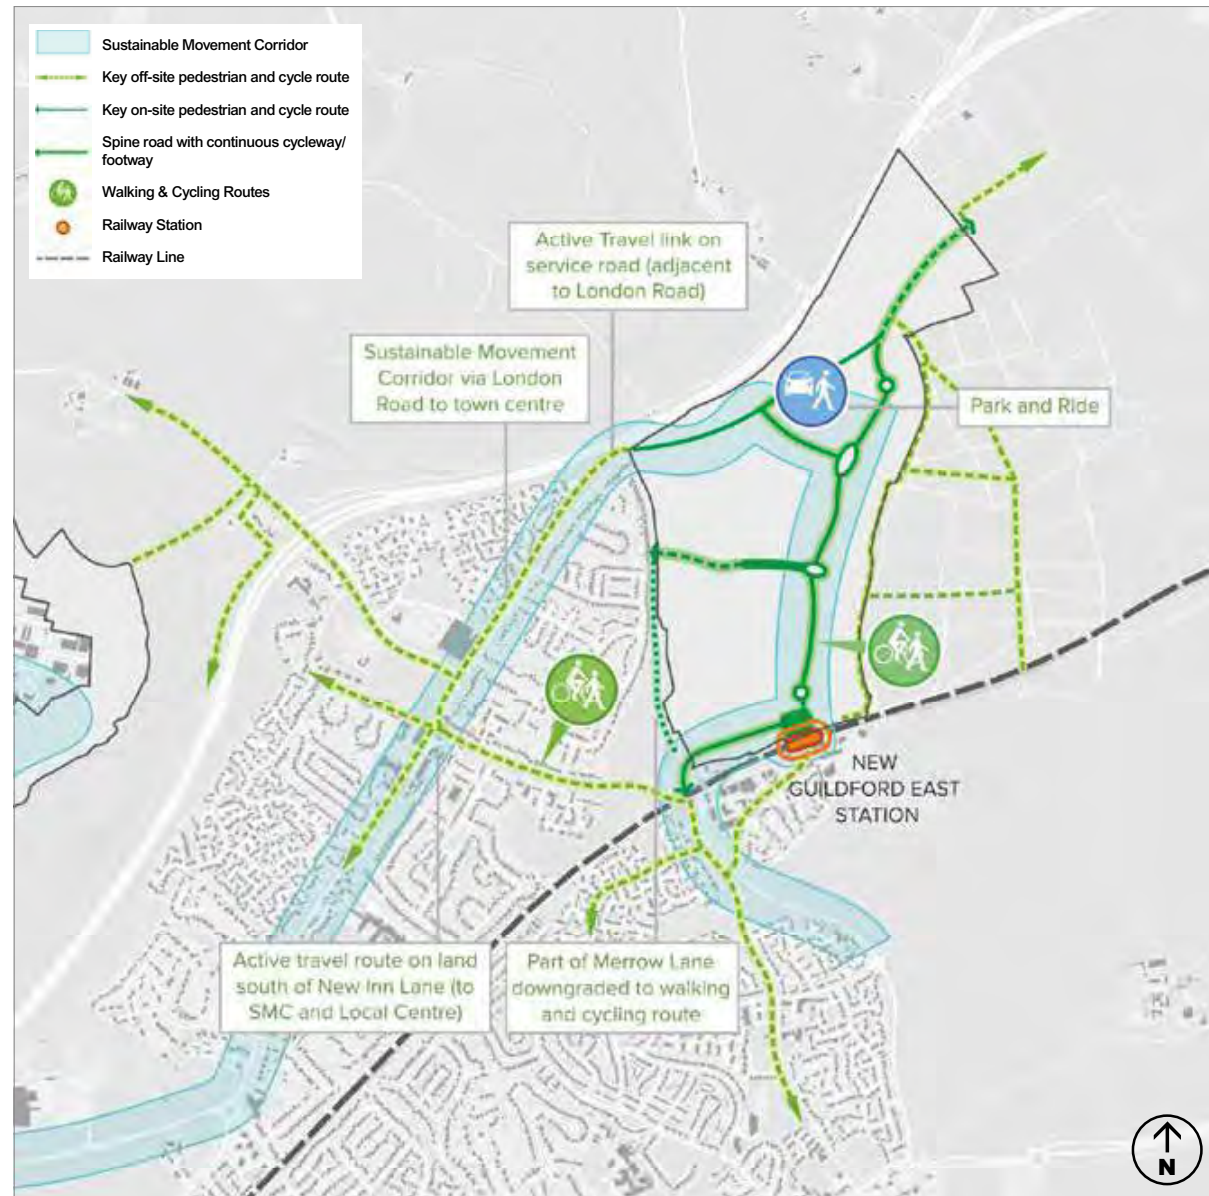 Sustainable Movement Corridor
Key off-site pedestrian and cycle route
Key on-site pedestrian and cycle route
Spine road with continuous cycleway/
footway
Walking & Cycling Routes
Railway Station
Railway Line
Active Travel link on
service road (adjacent
to London Road)
Sustainable Movement
Corridor via London
Road to town centre
Park and Ride
NEW
GUILDFORD EAST
STATION
Active travel route on land
south of New Inn Lane (to
SMC and Local Centre)
Part of Merrow Lane
downgraded to walking
and cycling route
N